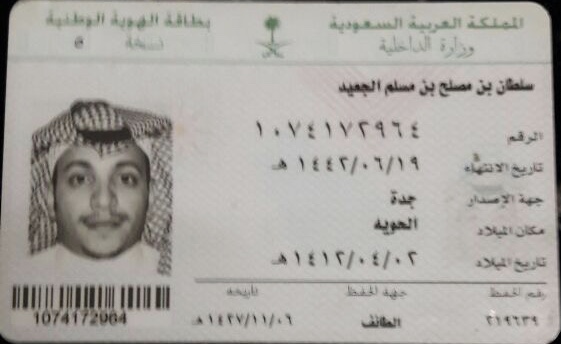 المملكة العربية السعودية
وزارة الداخلية
بطاقة الهوية الوطنية
نسخة
سلطان بن مصلح بن مسلم الجعيد
الرقم ١٠٧٤١٧٢٩٦٤
تاريخ الانتهاء ١٤٤٢/٠٦/١٩ هـ
جهة الإصدار جدة
مكان الميلاد الحويه
تاريخ الميلاد ١٤١٢/٠٤/٠٢ هـ
رقم الحفظ جهة الحفظ تاريخه
٢١٩٦٣٩ الطائف ١٤٢٧/١١/٠٦ هـ
1074172964